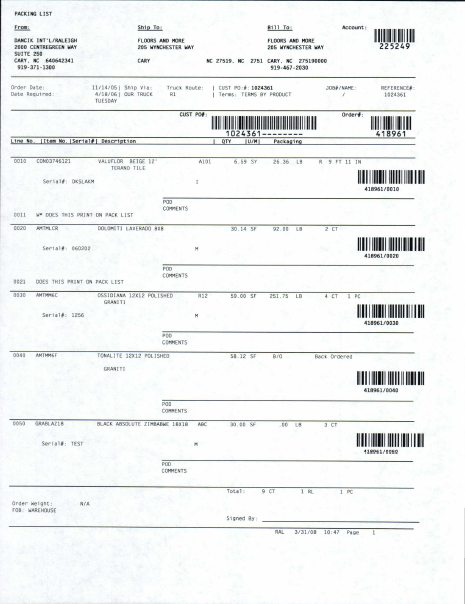 PACKING LIST
From: Ship To: Bill To: Account:
DANCIK INT'L/RALEIGH FLOORS AND MORE FLOORS AND MORE
2000 CENTREGREEN WAY 205 WYNCHESTER WAY 205 WYNCHESTER WAY 225249
SUITE 250
CARY, NC 640642341 CARY NC 27519, NC 2751 CARY, NC 275190000
919-371-1300 919-467-2030
Order Date: 11/14/05 | Ship Via: Truck Route: | CUST PO #: 1024361 JOB#/NAME: REFERENCE#:
Date Required: 4/18/06 | OUR TRUCK R1 | Terms: TERMS BY PRODUCT / 1024361
TUESDAY
CUST PO#: Order#:
1024361-------- 418961
Line No. |Item No.|Serial#| Description | QTY |U/M| Packaging
0010 CON03746121 VALUFLOR BEIGE 12' A101 6.59 SY 26.36 LB R 9 FT 11 IN
TERANO TILE
Serial#: OKSLAKM I
418961/0010
POD
COMMENTS
0011 W* DOES THIS PRINT ON PACK LIST
0020 AMTMLCR DOLOMITI LAVERADO 8X8 30.14 SF 92.00 LB 2 CT
Serial#: 060202 M
418961/0020
POD
COMMENTS
0021 DOES THIS PRINT ON PACK LIST
0030 AMTMM6C OSSIDIANA 12X12 POLISHED R12 59.00 SF 251.75 LB 4 CT 1 PC
GRANITI
Serial#: 1256 M
418961/0030
POD
COMMENTS
0040 AMTMM6F TONALITE 12X12 POLISHED 58.12 SF B/O Back Ordered
GRANITI
418961/0040
POD
COMMENTS
0050 GRABLAZ18 BLACK ABSOLUTE ZIMBABWE 18X18 ABC 30.00 SF .00 LB 3 CT
Serial#: TEST M
418961/0050
POD
COMMENTS
Total: 9 CT 1 RL 1 PC
Order Weight: N/A
FOB: WAREHOUSE
Signed By:
RAL 3/31/08 10:47 Page 1